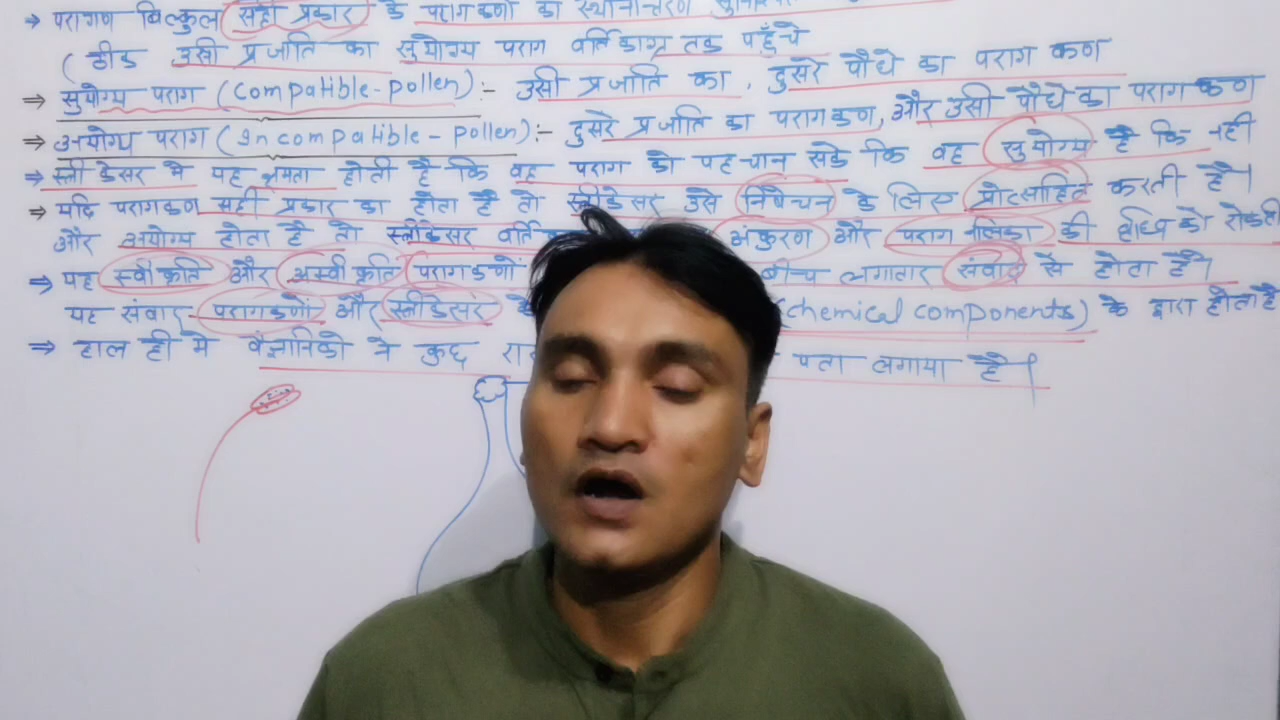 → परागण बिल्कुल सही प्रकार के परागकणों का स्थानान्तरण
( ठीक उसी प्रजाति का सुयोग्य पराग वर्तिकाग्र तक पहुँचे
⇒ सुयोग्य पराग (Compatible-pollen) :- उसी प्रजाति का, दुसरे पौधे का पराग कण
⇒ अयोग्य पराग (Incompatible-pollen) :- दुसरे प्रजाति का परागकण, और उसी पौधे का पराग कण
⇒ स्त्रीकेसर मे यह क्षमता होती है कि वह पराग को पहचान सके कि वह सुयोग्य है कि नही
⇒ यदि परागकण सही प्रकार का होता है तो स्त्रीकेसर उसे निषेचन के लिए प्रोत्साहित करती है।
और अयोग्य होता है तो स्त्रीकेसर अंकुरण और पराग नलिका की को रोकती
⇒ यह स्वीकृति और अस्वीकृति परागकणों बीच लगातार संवाद से होता है।
यह संवाद परागकणों और स्त्रीकेसर के (chemical components) के द्वारा होता है
⇒ हाल ही मे वैज्ञानिको ने कुछ पता लगाया है।